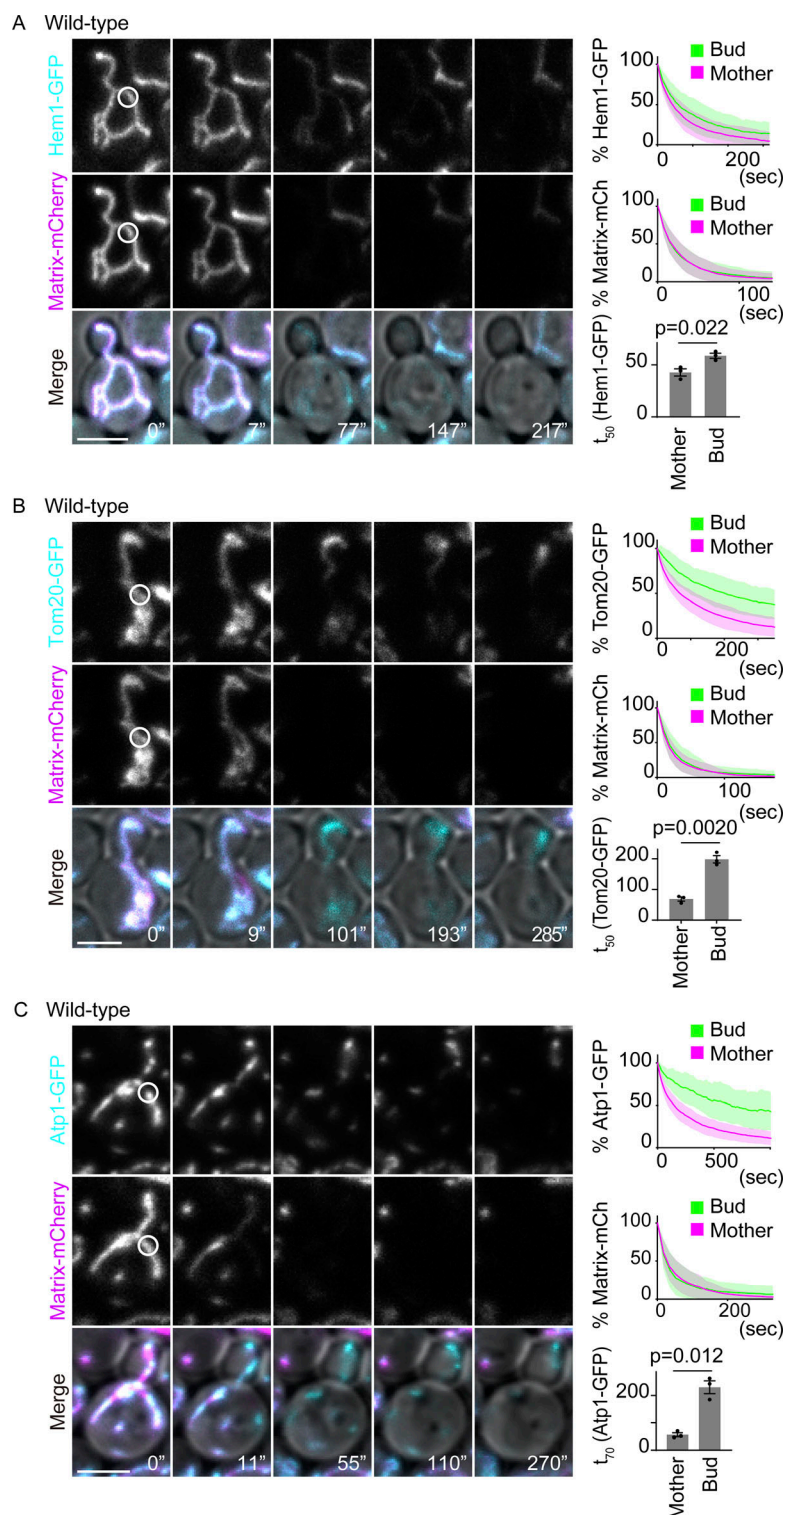 A Wild-type
Hem1-GFP
Matrix-mCherry
Merge
0” 7” 77” 147” 217”
% Hem1-GFP
Bud
Mother
100
50
0
0 200
(sec)
% Matrix-mCh
Bud
Mother
100
50
0
0 100
(sec)
t50 (Hem1-GFP)
p=0.022
50
0
Mother
Bud
B Wild-type
Tom20-GFP
Matrix-mCherry
Merge
0” 9” 101” 193” 285”
% Tom20-GFP
Bud
Mother
100
50
0
0 200
(sec)
% Matrix-mCh
Bud
Mother
100
50
0
0 100
(sec)
t50 (Tom20-GFP)
p=0.0020
200
100
0
Mother
Bud
C Wild-type
Atp1-GFP
Matrix-mCherry
Merge
0” 11” 55” 110” 270”
% Atp1-GFP
Bud
Mother
100
50
0
0 500
(sec)
% Matrix-mCh
Bud
Mother
100
50
0
0 200
(sec)
t70 (Atp1-GFP)
p=0.012
200
0
Mother
Bud